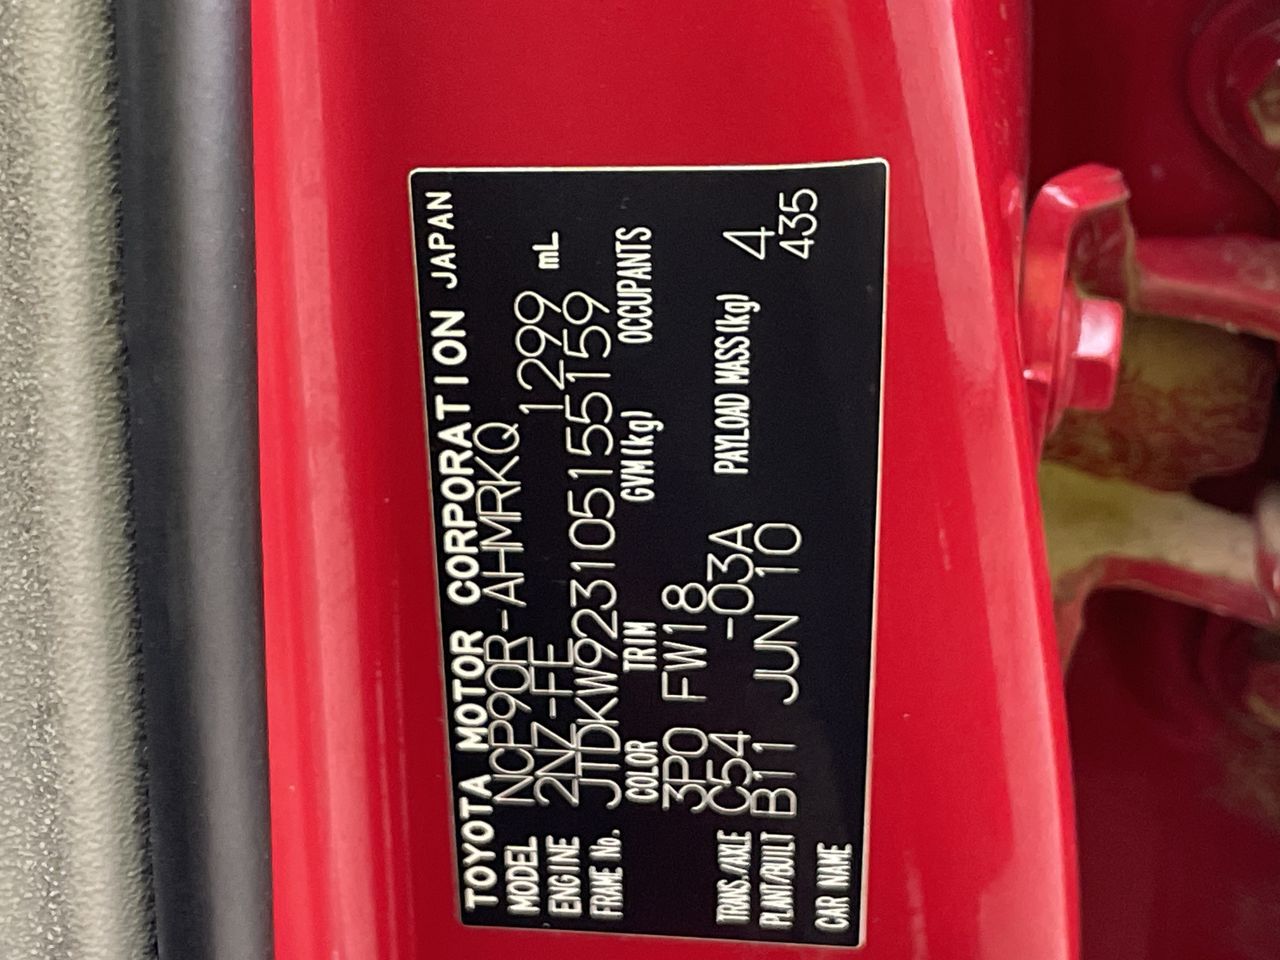 TOYOTA MOTOR CORPORATION JAPAN
MODEL NCP90R-AHMRKQ
ENGINE 2NZ-FE 1299 mL
FRAME No. JTDKW923105155159
COLOR TRIM GVM(kg) OCCUPANTS
3P0 FW18
TRANS./AXLE C54 -03A PAYLOAD MASS(kg) 4
PLANT/BUILT B11 JUN 10 435
CAR NAME